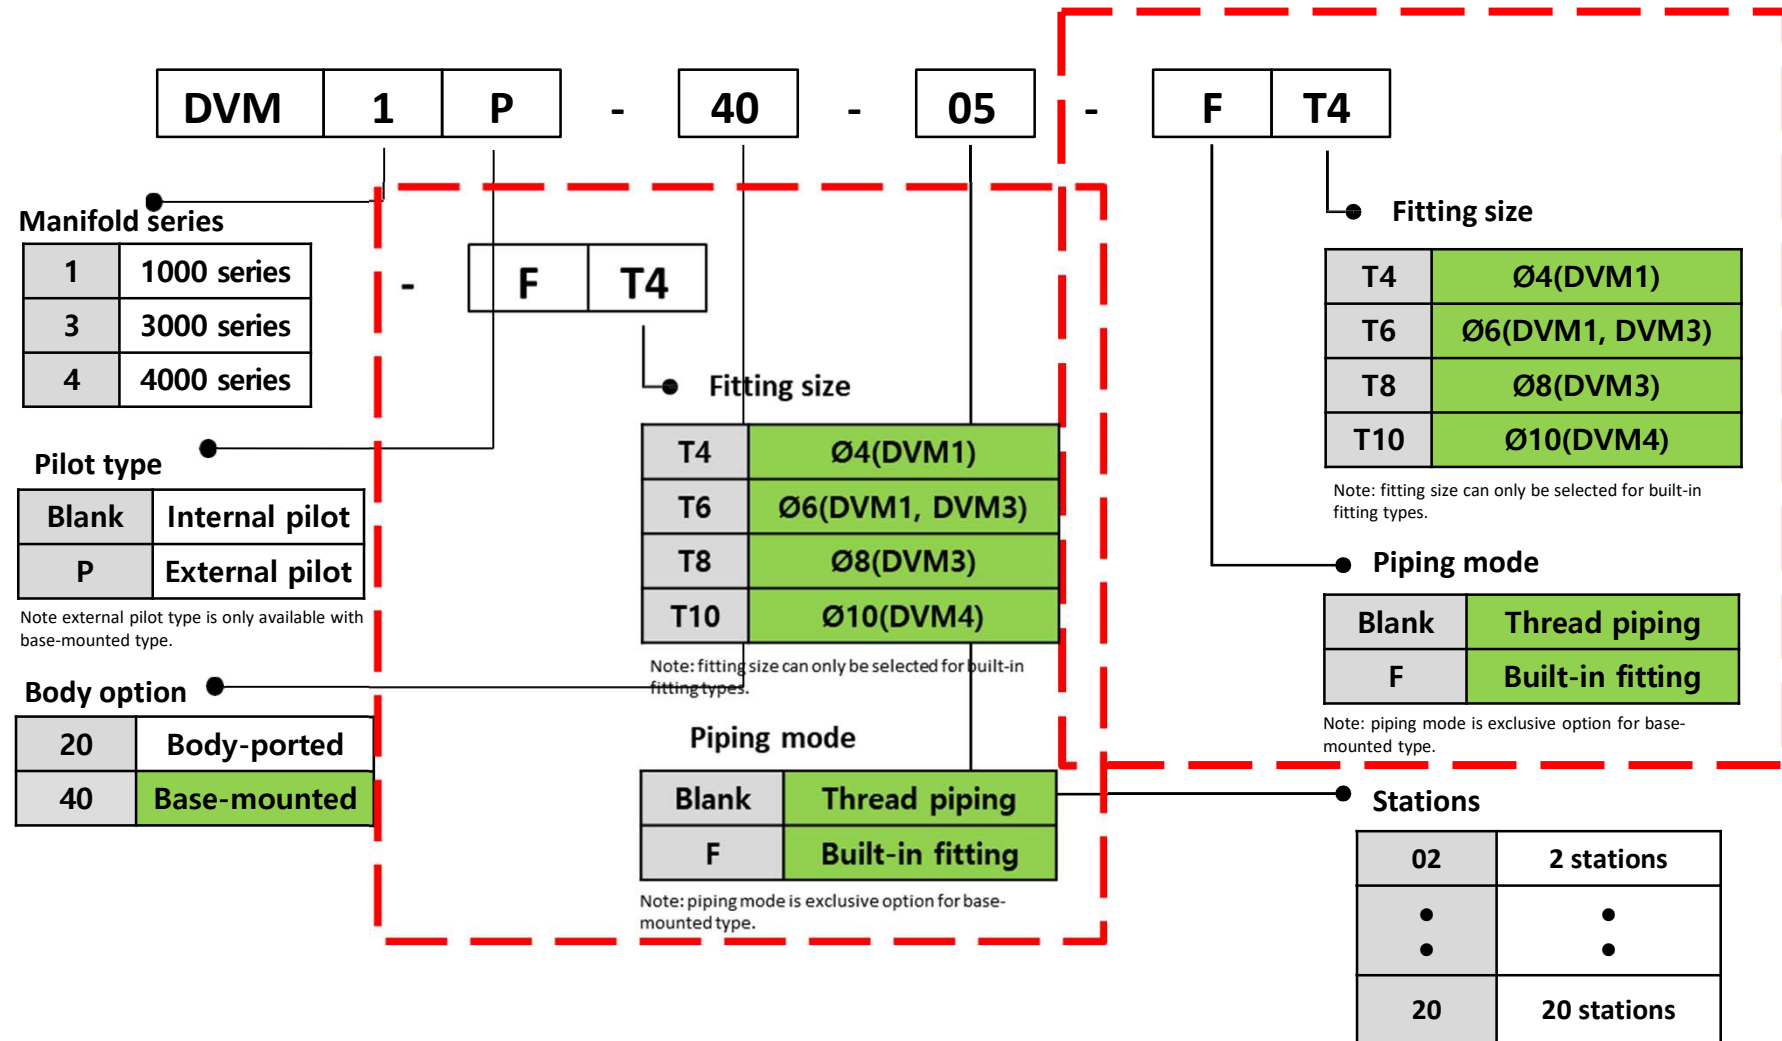 DVM 1 P - 40 - 05 - F T4
Manifold series
1 1000 series
3 3000 series
4 4000 series
Pilot type
Blank Internal pilot
P External pilot
Note external pilot type is only available with
base-mounted type.
Body option
20 Body-ported
40 Base-mounted
- F T4
Fitting size
T4 Ø4(DVM1)
T6 Ø6(DVM1, DVM3)
T8 Ø8(DVM3)
T10 Ø10(DVM4)
Note: fitting size can only be selected for built-in
fitting types.
Piping mode
Blank Thread piping
F Built-in fitting
Note: piping mode is exclusive option for base-
mounted type.
Fitting size
T4 Ø4(DVM1)
T6 Ø6(DVM1, DVM3)
T8 Ø8(DVM3)
T10 Ø10(DVM4)
Note: fitting size can only be selected for built-in
fitting types.
Piping mode
Blank Thread piping
F Built-in fitting
Note: piping mode is exclusive option for base-
mounted type.
Stations
02 2 stations
● ●
● ●
20 20 stations